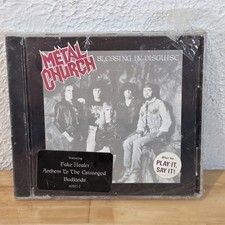 METAL CHURCH
BLESSING IN DISGUISE
Featuring
Fake Healer
Anthem To The Estranged
Badlands
PLAY IT,
SAY IT!